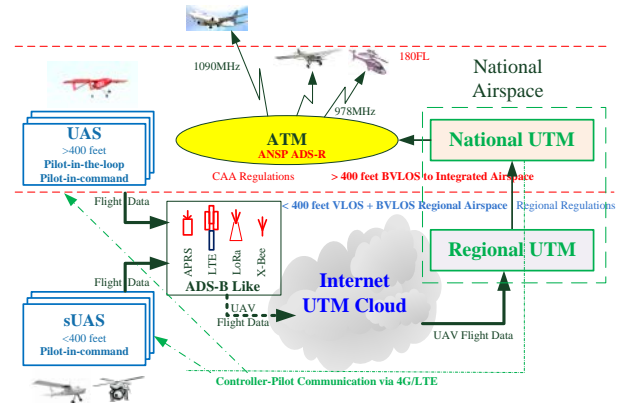 180FL
National
Airspace
1090MHz
978MHz
UAS
>400 feet
Pilot-in-the-loop
Pilot-in-command
ATM
ANSP ADS-R
National UTM
CAA Regulations
> 400 feet BVLOS to Integrated Airspace
Flight Data
< 400 feet VLOS + BVLOS Regional Airspace
Regional Regulations
APRS
LTE
LoRa
X-Bee
ADS-B Like
Regional UTM
Internet
UTM Cloud
Flight Data
UAV
Flight Data
sUAS
<400 feet
Pilot-in-command
UAV Flight Data
Controller-Pilot Communication via 4G/LTE